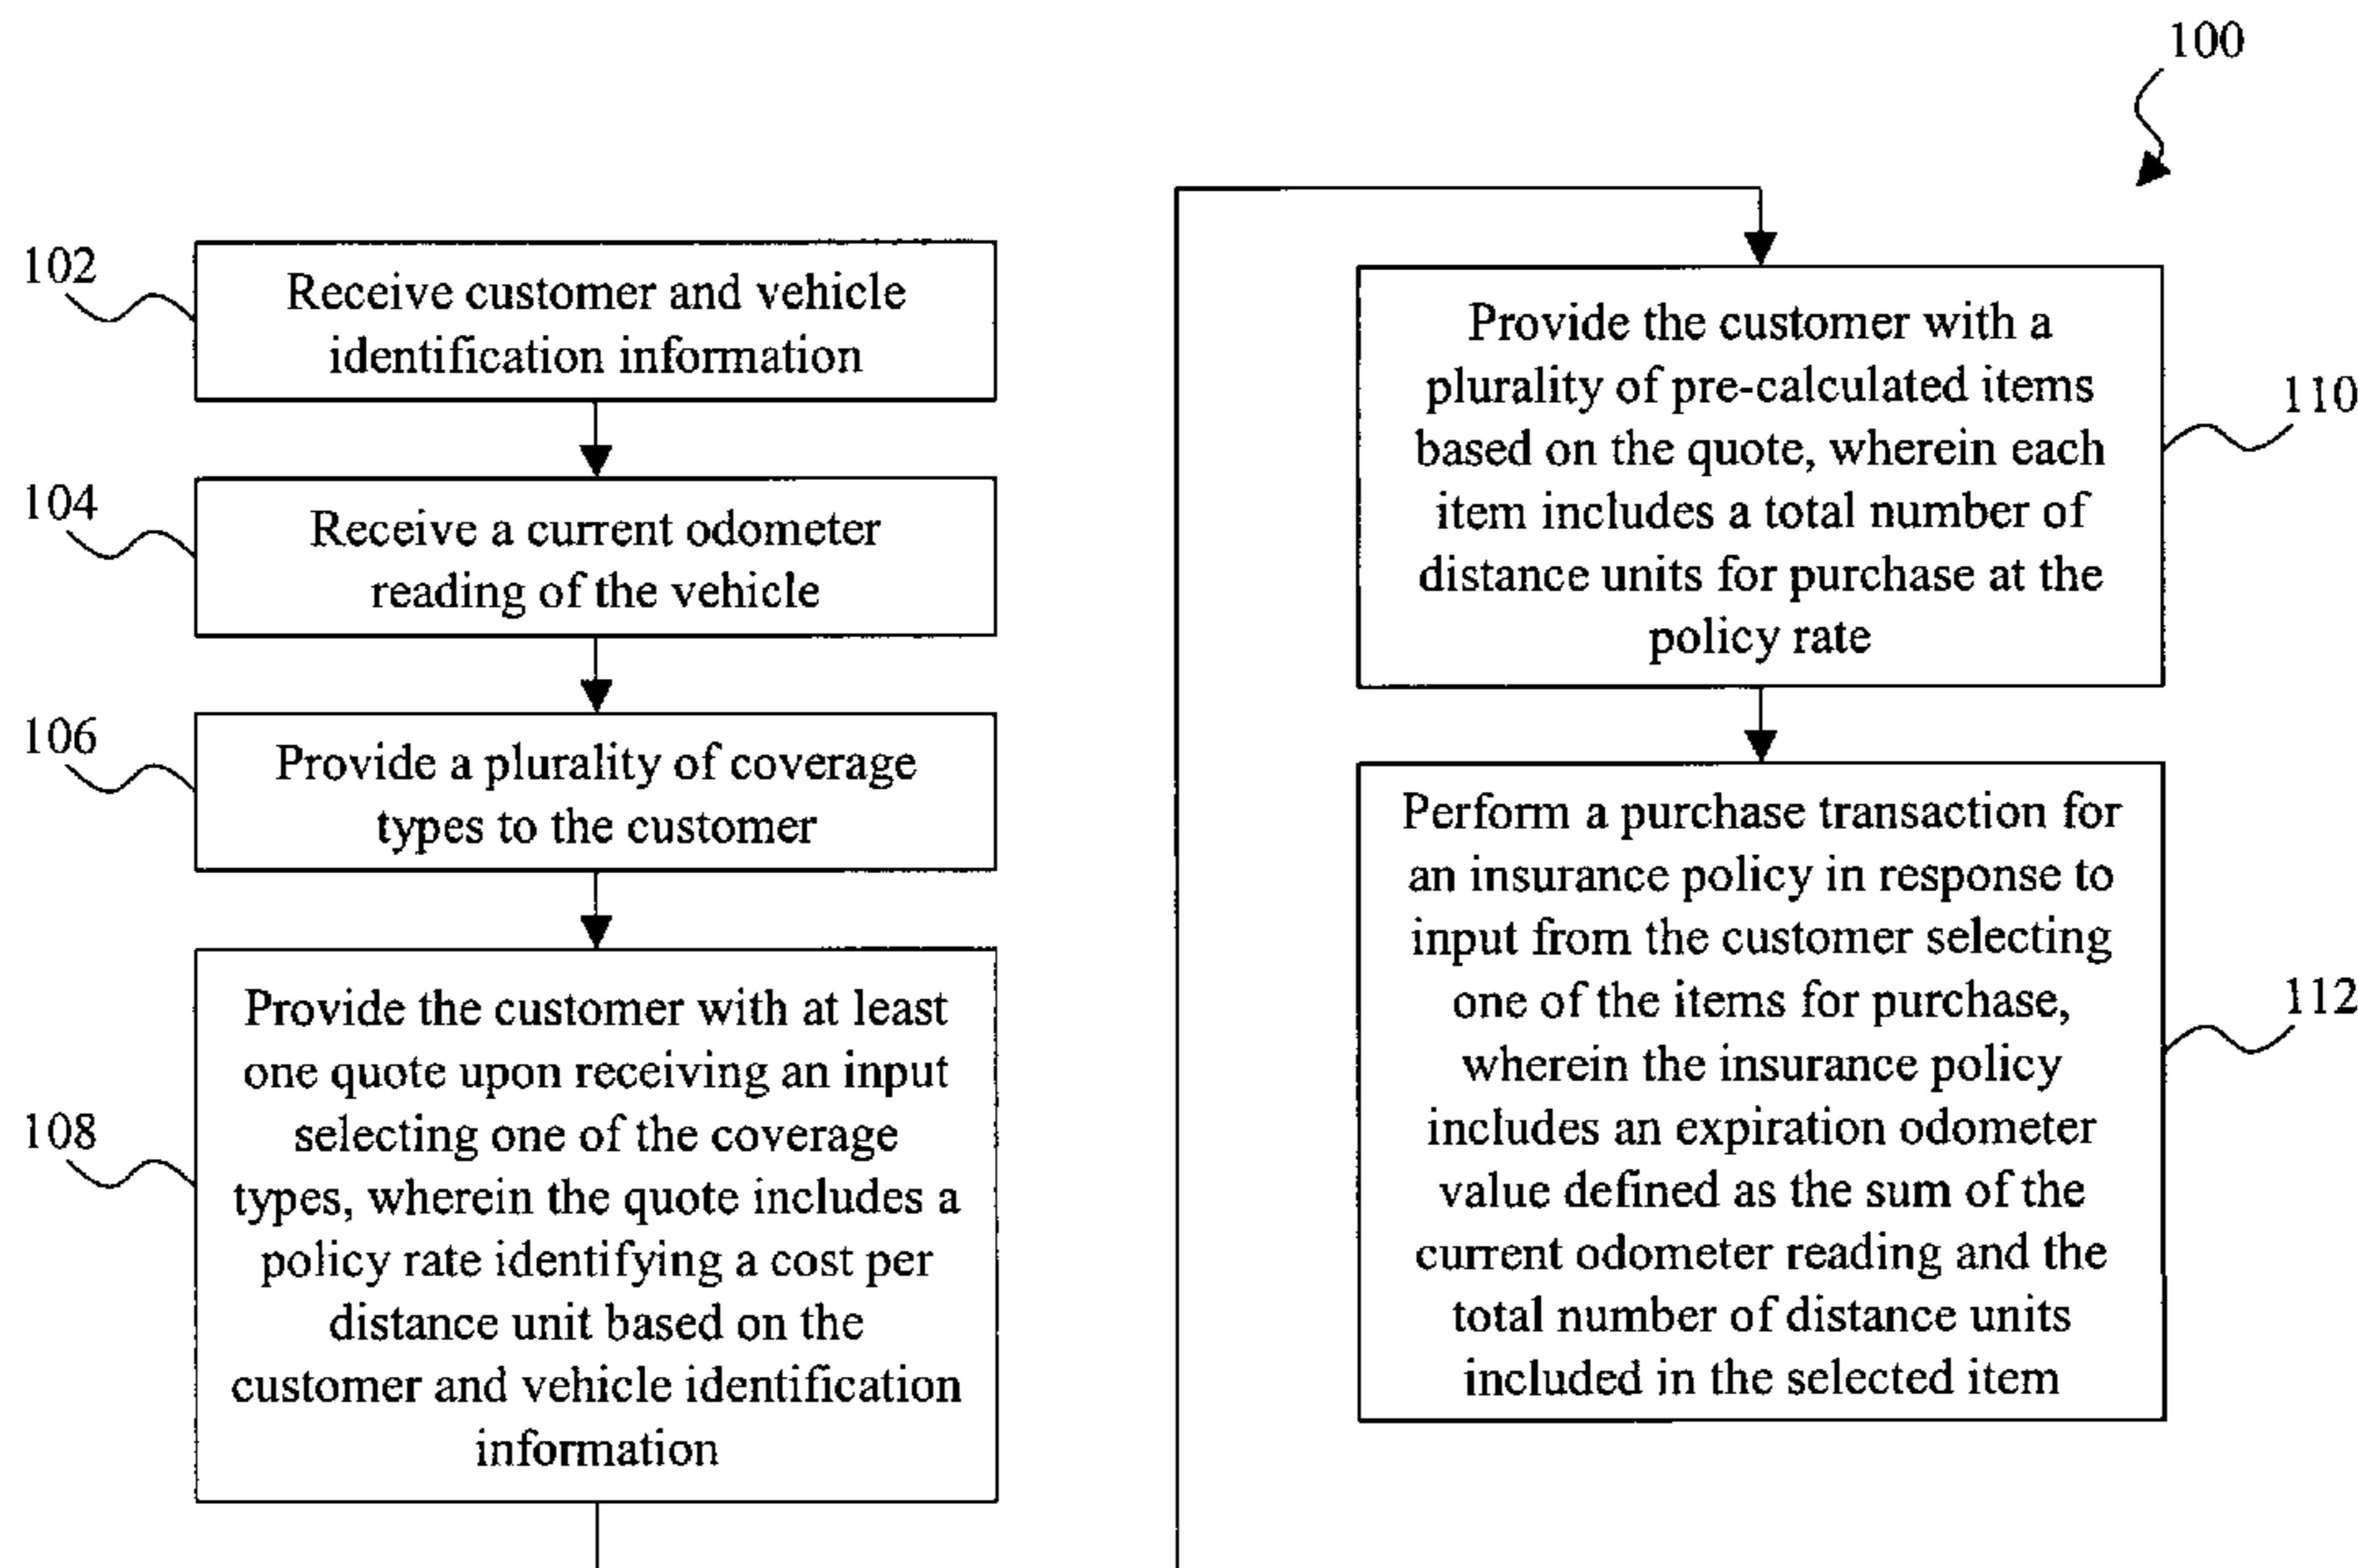 100
102
Receive customer and vehicle
identification information
104
Receive a current odometer
reading of the vehicle
106
Provide a plurality of coverage
types to the customer
108
Provide the customer with at least
one quote upon receiving an input
selecting one of the coverage
types, wherein the quote includes a
policy rate identifying a cost per
distance unit based on the
customer and vehicle identification
information
Provide the customer with a
plurality of pre-calculated items
based on the quote, wherein each
item includes a total number of
distance units for purchase at the
policy rate
110
Perform a purchase transaction for
an insurance policy in response to
input from the customer selecting
one of the items for purchase,
wherein the insurance policy
includes an expiration odometer
value defined as the sum of the
current odometer reading and the
total number of distance units
included in the selected item
112